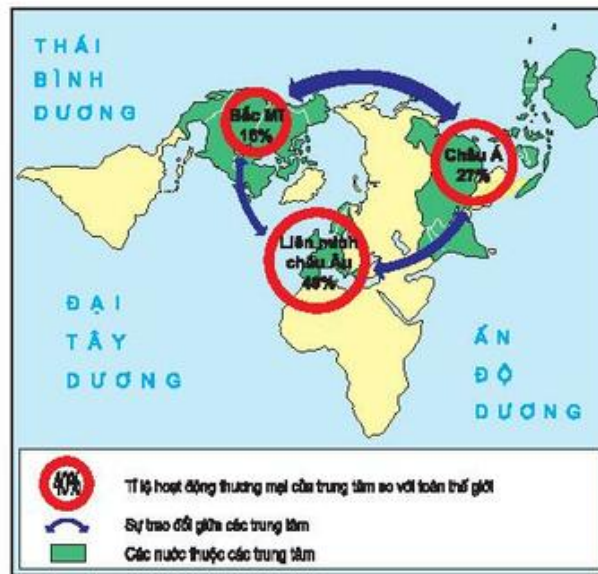 THÁI
BÌNH
DƯƠNG
Bắc MT
Châu Á
27%
Liên minh
châu Âu
ĐẠI
TÂY
DƯƠNG
ẤN
ĐỘ
DƯƠNG
40%
Tỉ lệ hoạt động thương mại của trung tâm so với toàn thế giới
Sự trao đổi giữa các trung tâm
Các nước thuộc các trung tâm